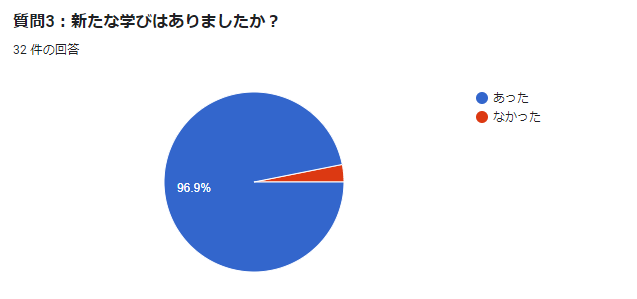 質問3：新たな学びはありましたか？
32 件の回答
あった
なかった
96.9%